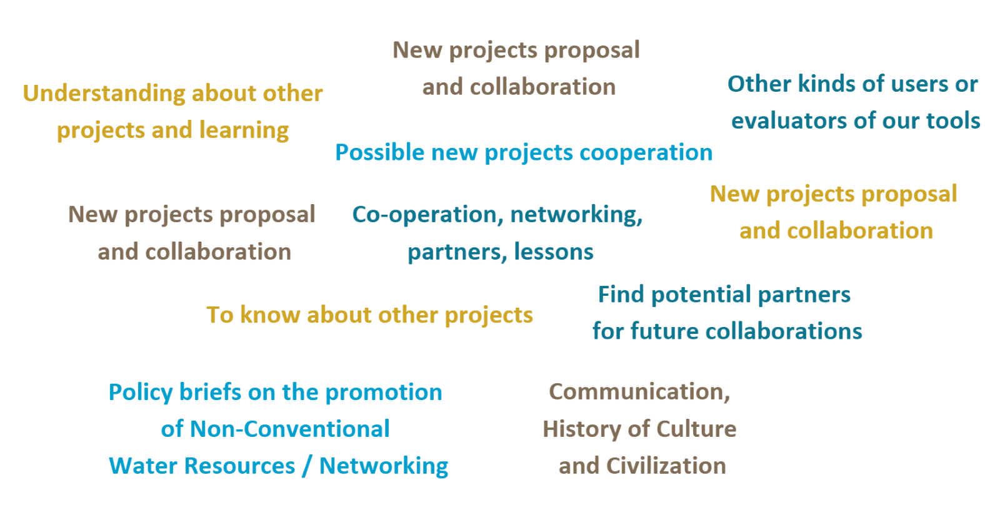 New projects proposal
and collaboration
Understanding about other
projects and learning
Other kinds of users or
evaluators of our tools
Possible new projects cooperation
New projects proposal
and collaboration
Co-operation, networking,
partners, lessons
New projects proposal
and collaboration
To know about other projects
Find potential partners
for future collaborations
Policy briefs on the promotion
of Non-Conventional
Water Resources / Networking
Communication,
History of Culture
and Civilization